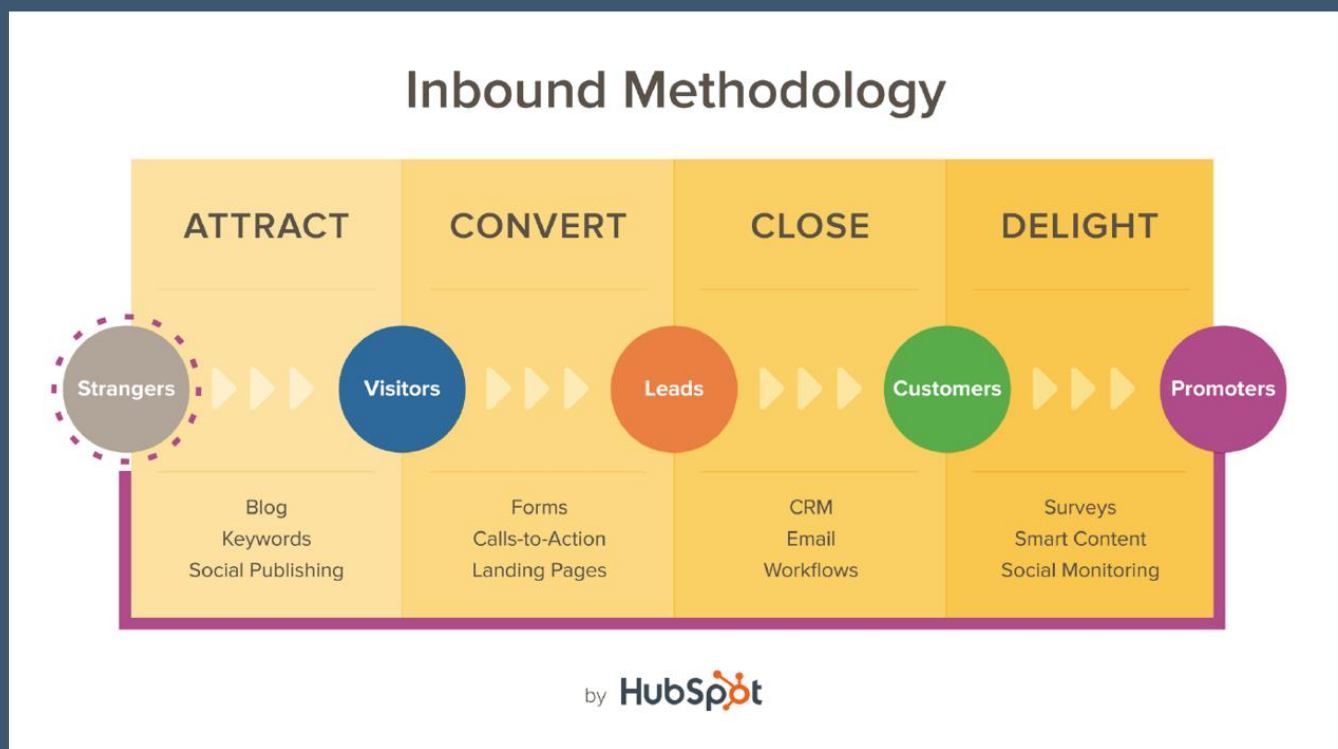 Inbound Methodology
ATTRACT
CONVERT
CLOSE
DELIGHT
Strangers
Visitors
Leads
Customers
Promoters
Blog
Keywords
Social Publishing
Forms
Calls-to-Action
Landing Pages
CRM
Email
Workflows
Surveys
Smart Content
Social Monitoring
by HubSpot